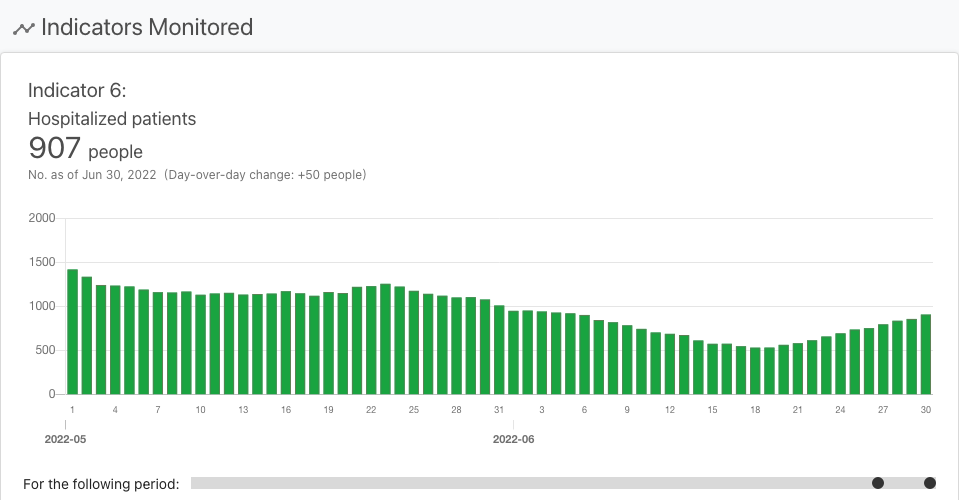 Indicators Monitored
Indicator 6:
Hospitalized patients
907 people
No. as of Jun 30, 2022 (Day-over-day change: +50 people)
2000
1500
1000
500
0
1 4 7 10 13 16 19 22 25 28 31 3 6 9 12 15 18 21 24 27 30
2022-05 2022-06
For the following period: